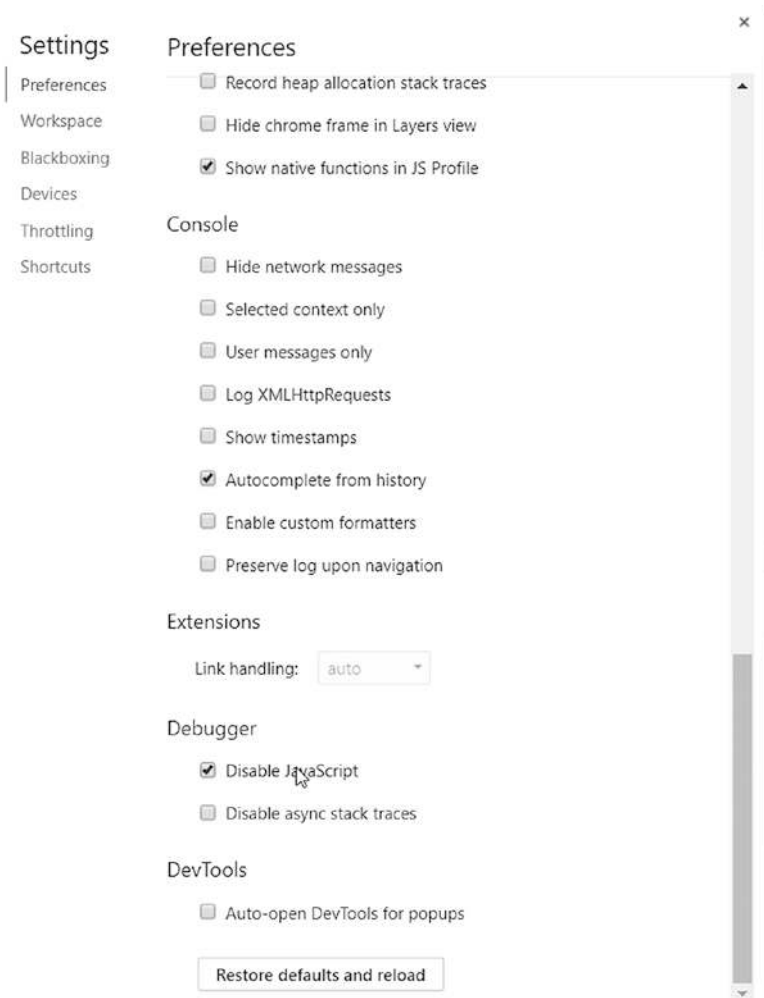 Settings
Preferences
Workspace
Blackboxing
Devices
Throttling
Shortcuts
Preferences
Record heap allocation stack traces
Hide chrome frame in Layers view
Show native functions in JS Profile
Console
Hide network messages
Selected context only
User messages only
Log XMLHttpRequests
Show timestamps
Autocomplete from history
Enable custom formatters
Preserve log upon navigation
Extensions
Link handling: auto
Debugger
Disable JavaScript
Disable async stack traces
DevTools
Auto-open DevTools for popups
Restore defaults and reload